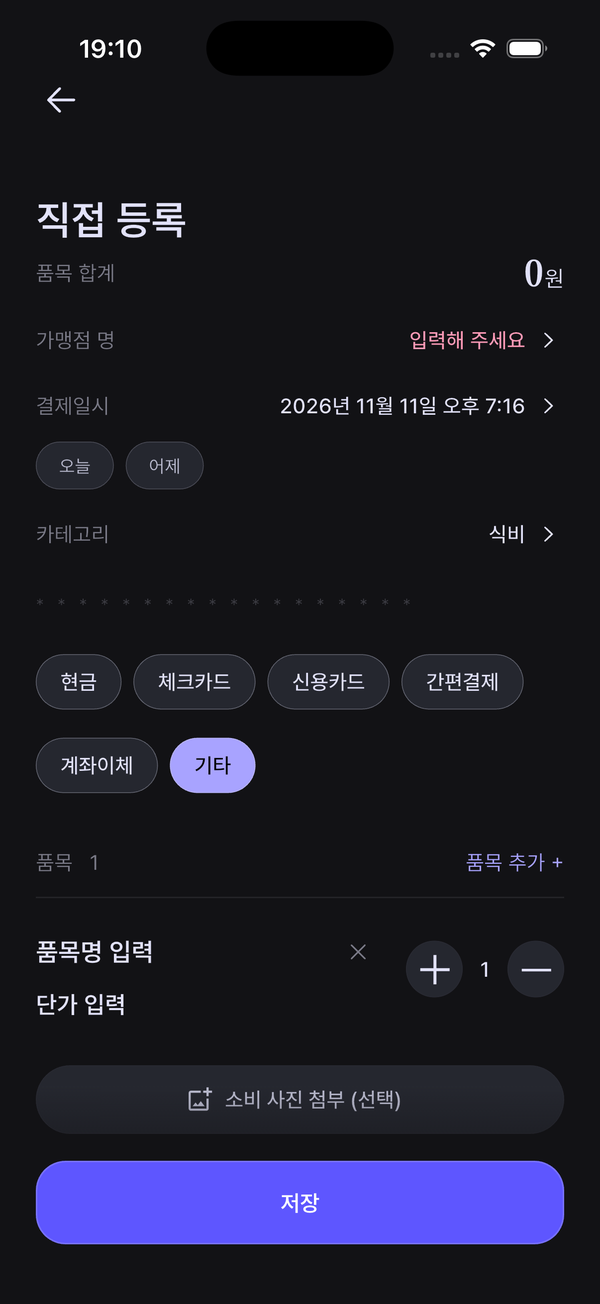 19:10
직접 등록
품목 합계 0원
가맹점 명 입력해 주세요
결제일시 2026년 11월 11일 오후 7:16
오늘 어제
카테고리 식비
* * * * * * * * * * * * * * * * * *
현금 체크카드 신용카드 간편결제
계좌이체 기타
품목 1 품목 추가 +
품목명 입력 1
단가 입력
소비 사진 첨부 (선택)
저장